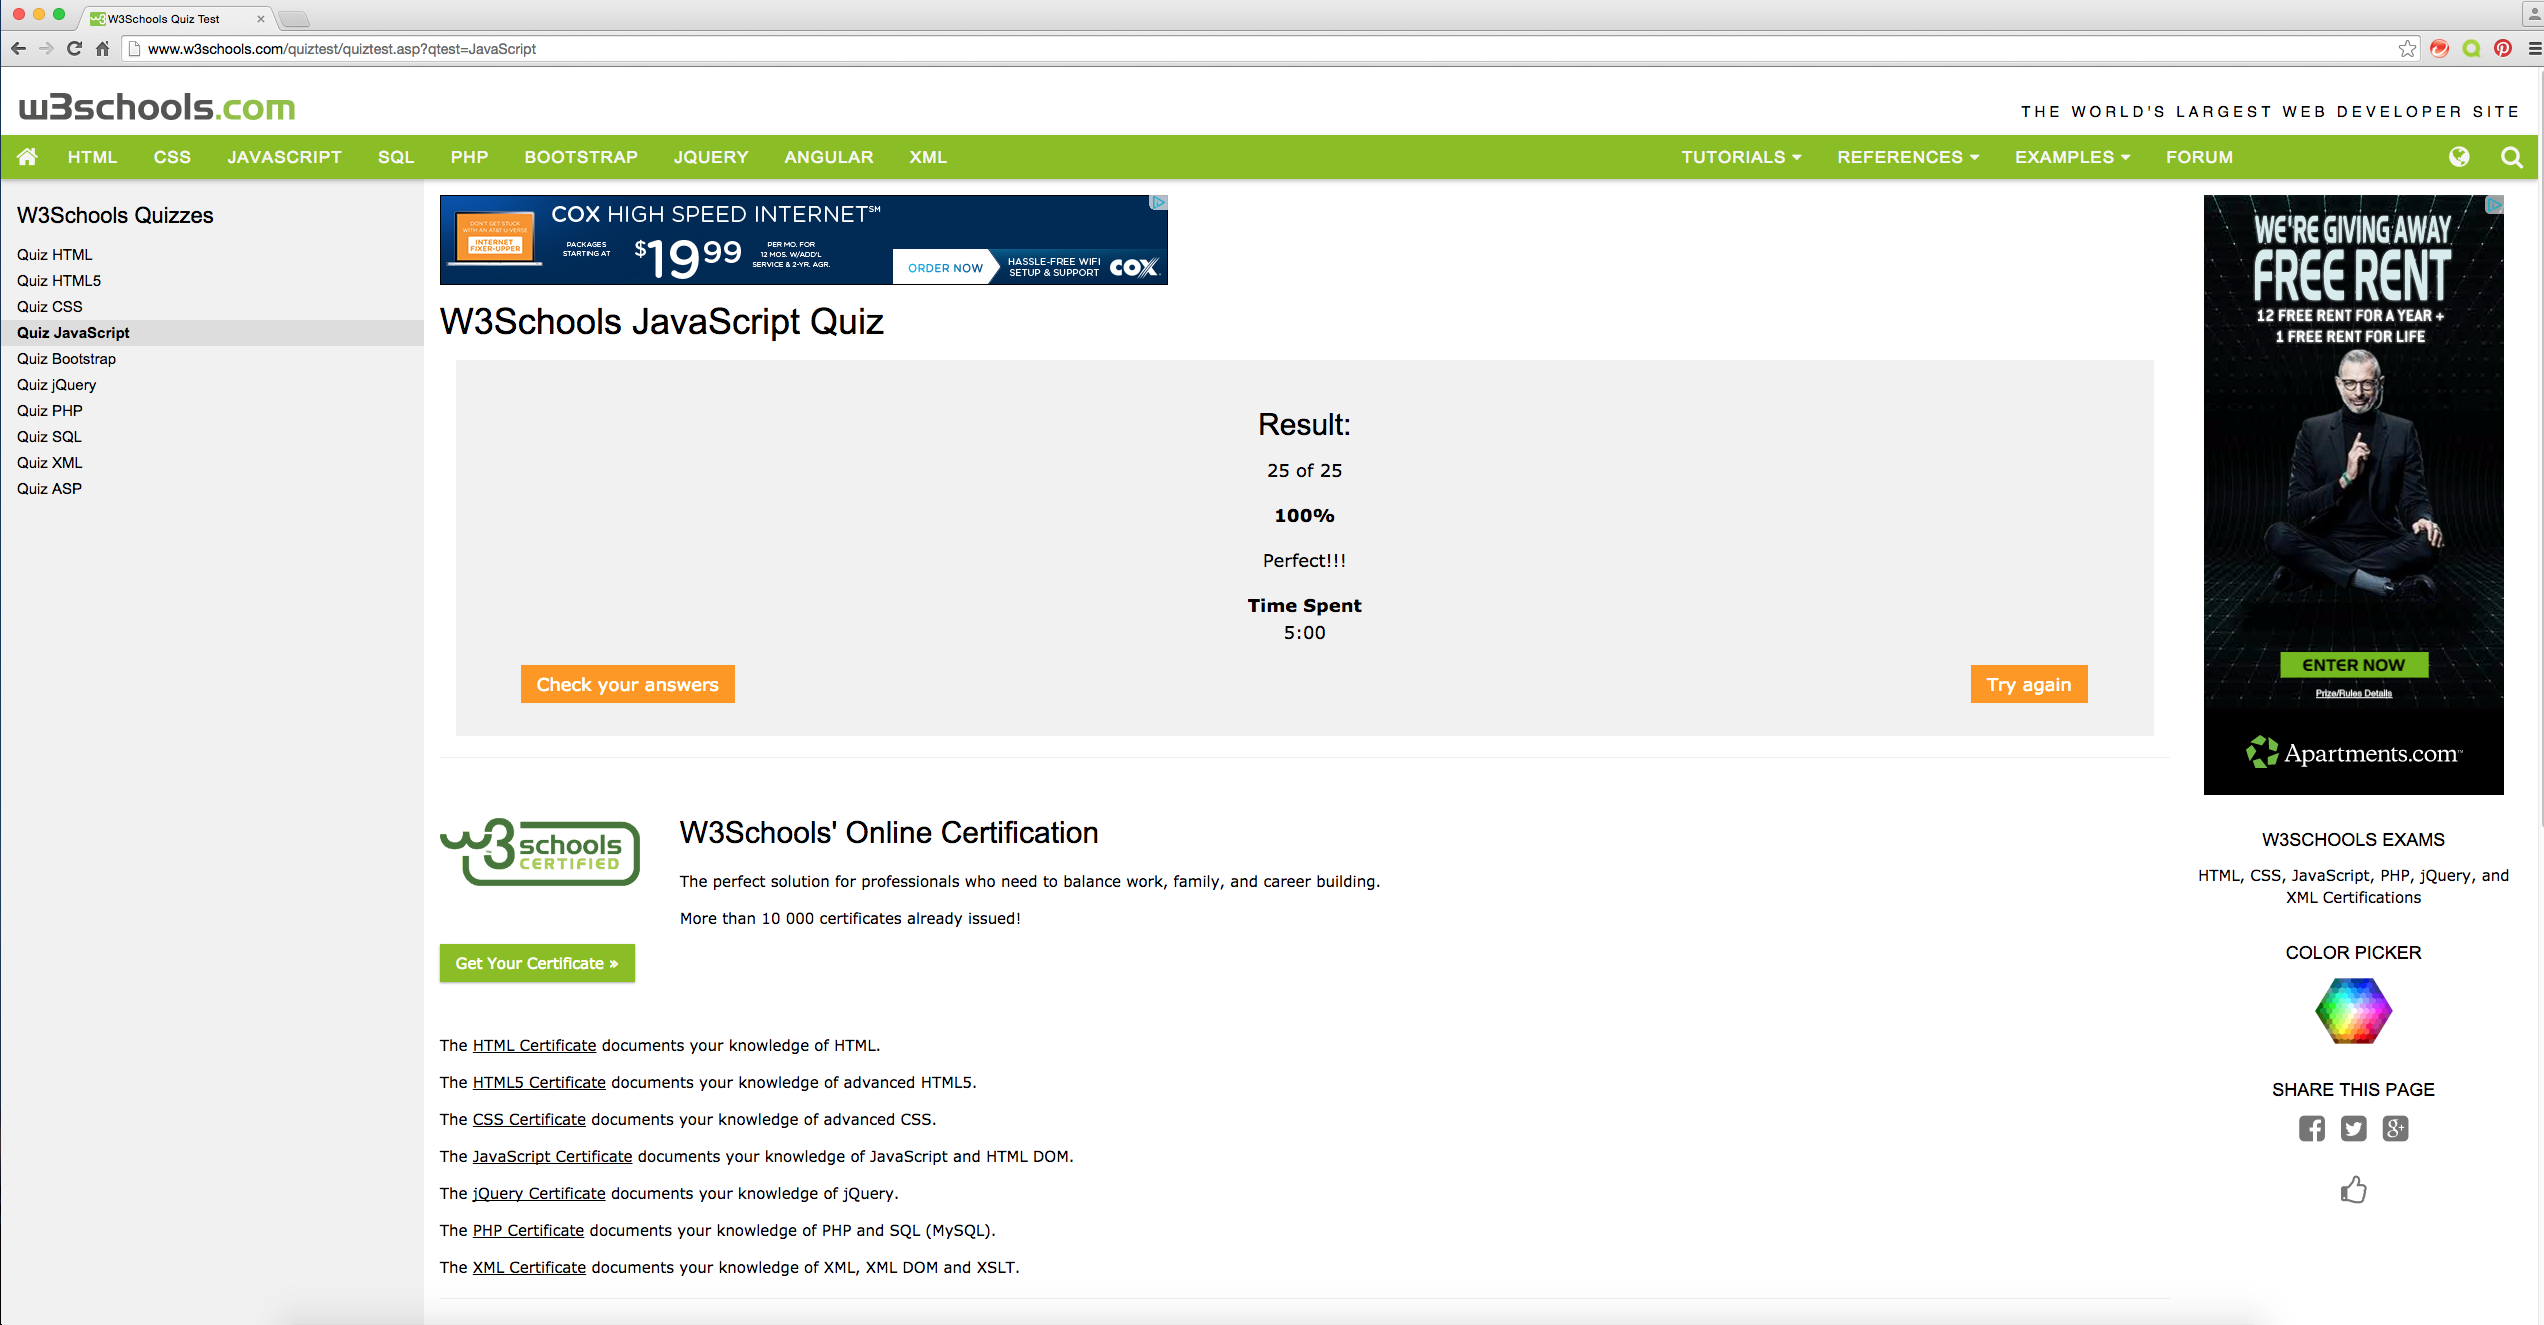 W3Schools Quiz Test
www.w3schools.com/quiztest/quiztest.asp?qtest=JavaScript
w3schools.com
THE WORLD'S LARGEST WEB DEVELOPER SITE
HTML CSS JAVASCRIPT SQL PHP BOOTSTRAP JQUERY ANGULAR XML TUTORIALS REFERENCES EXAMPLES FORUM
W3Schools Quizzes
Quiz HTML
Quiz HTML5
Quiz CSS
Quiz JavaScript
Quiz Bootstrap
Quiz jQuery
Quiz PHP
Quiz SQL
Quiz XML
Quiz ASP
DON'T GET STUCK
WITH AN AT&T U-VERSE
INTERNET
FIXER-UPPER
COX HIGH SPEED INTERNET℠
PACKAGES
STARTING AT
$19.99
PER MO. FOR
12 MOS. W/ADD'L
SERVICE & 2-YR. AGR.
ORDER NOW
HASSLE-FREE WIFI
SETUP & SUPPORT
COX
W3Schools JavaScript Quiz
Result:
25 of 25
100%
Perfect!!!
Time Spent
5:00
Check your answers
Try again
w3schools
CERTIFIED
W3Schools' Online Certification
The perfect solution for professionals who need to balance work, family, and career building.
More than 10 000 certificates already issued!
Get Your Certificate »
The HTML Certificate documents your knowledge of HTML.
The HTML5 Certificate documents your knowledge of advanced HTML5.
The CSS Certificate documents your knowledge of advanced CSS.
The JavaScript Certificate documents your knowledge of JavaScript and HTML DOM.
The jQuery Certificate documents your knowledge of jQuery.
The PHP Certificate documents your knowledge of PHP and SQL (MySQL).
The XML Certificate documents your knowledge of XML, XML DOM and XSLT.
WE'RE GIVING AWAY
FREE RENT
12 FREE RENT FOR A YEAR +
1 FREE RENT FOR LIFE
ENTER NOW
Prize/Rules Details
Apartments.com™
W3SCHOOLS EXAMS
HTML, CSS, JavaScript, PHP, jQuery, and
XML Certifications
COLOR PICKER
SHARE THIS PAGE